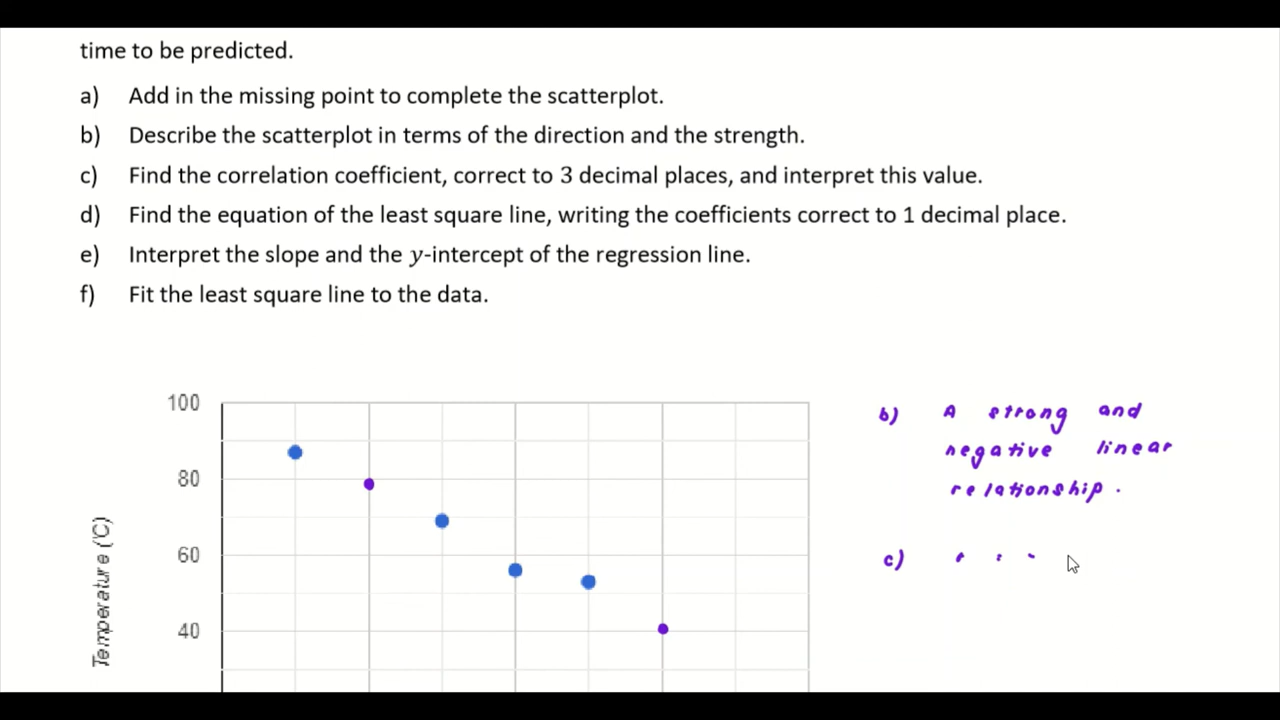 time to be predicted.
a) Add in the missing point to complete the scatterplot.
b) Describe the scatterplot in terms of the direction and the strength.
c) Find the correlation coefficient, correct to 3 decimal places, and interpret this value.
d) Find the equation of the least square line, writing the coefficients correct to 1 decimal place.
e) Interpret the slope and the y-intercept of the regression line.
f) Fit the least square line to the data.
100
80
60
40
Temperature (°C)
b) A strong and
negative linear
relationship.
c) r = -